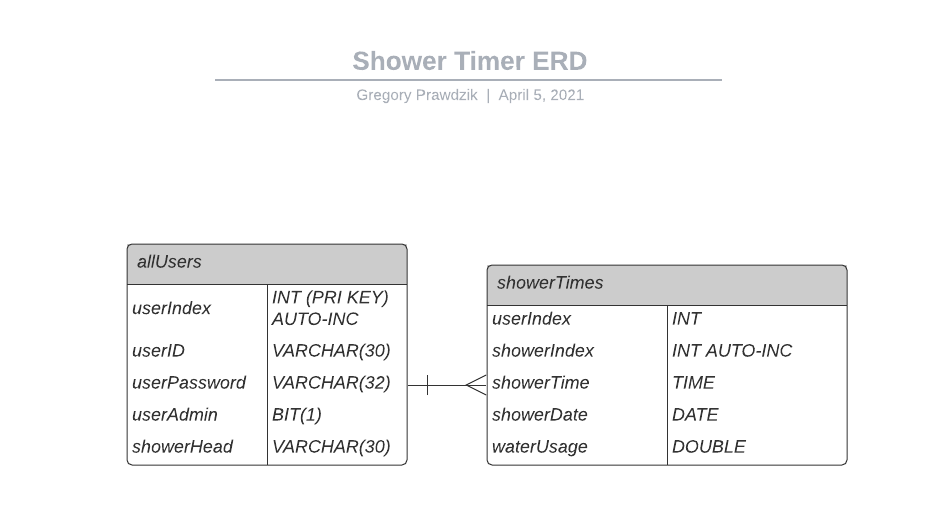 Shower Timer ERD
Gregory Prawdzik | April 5, 2021
allUsers
userIndex INT (PRI KEY)
AUTO-INC
userID VARCHAR(30)
userPassword VARCHAR(32)
userAdmin BIT(1)
showerHead VARCHAR(30)
showerTimes
userIndex INT
showerIndex INT AUTO-INC
showerTime TIME
showerDate DATE
waterUsage DOUBLE